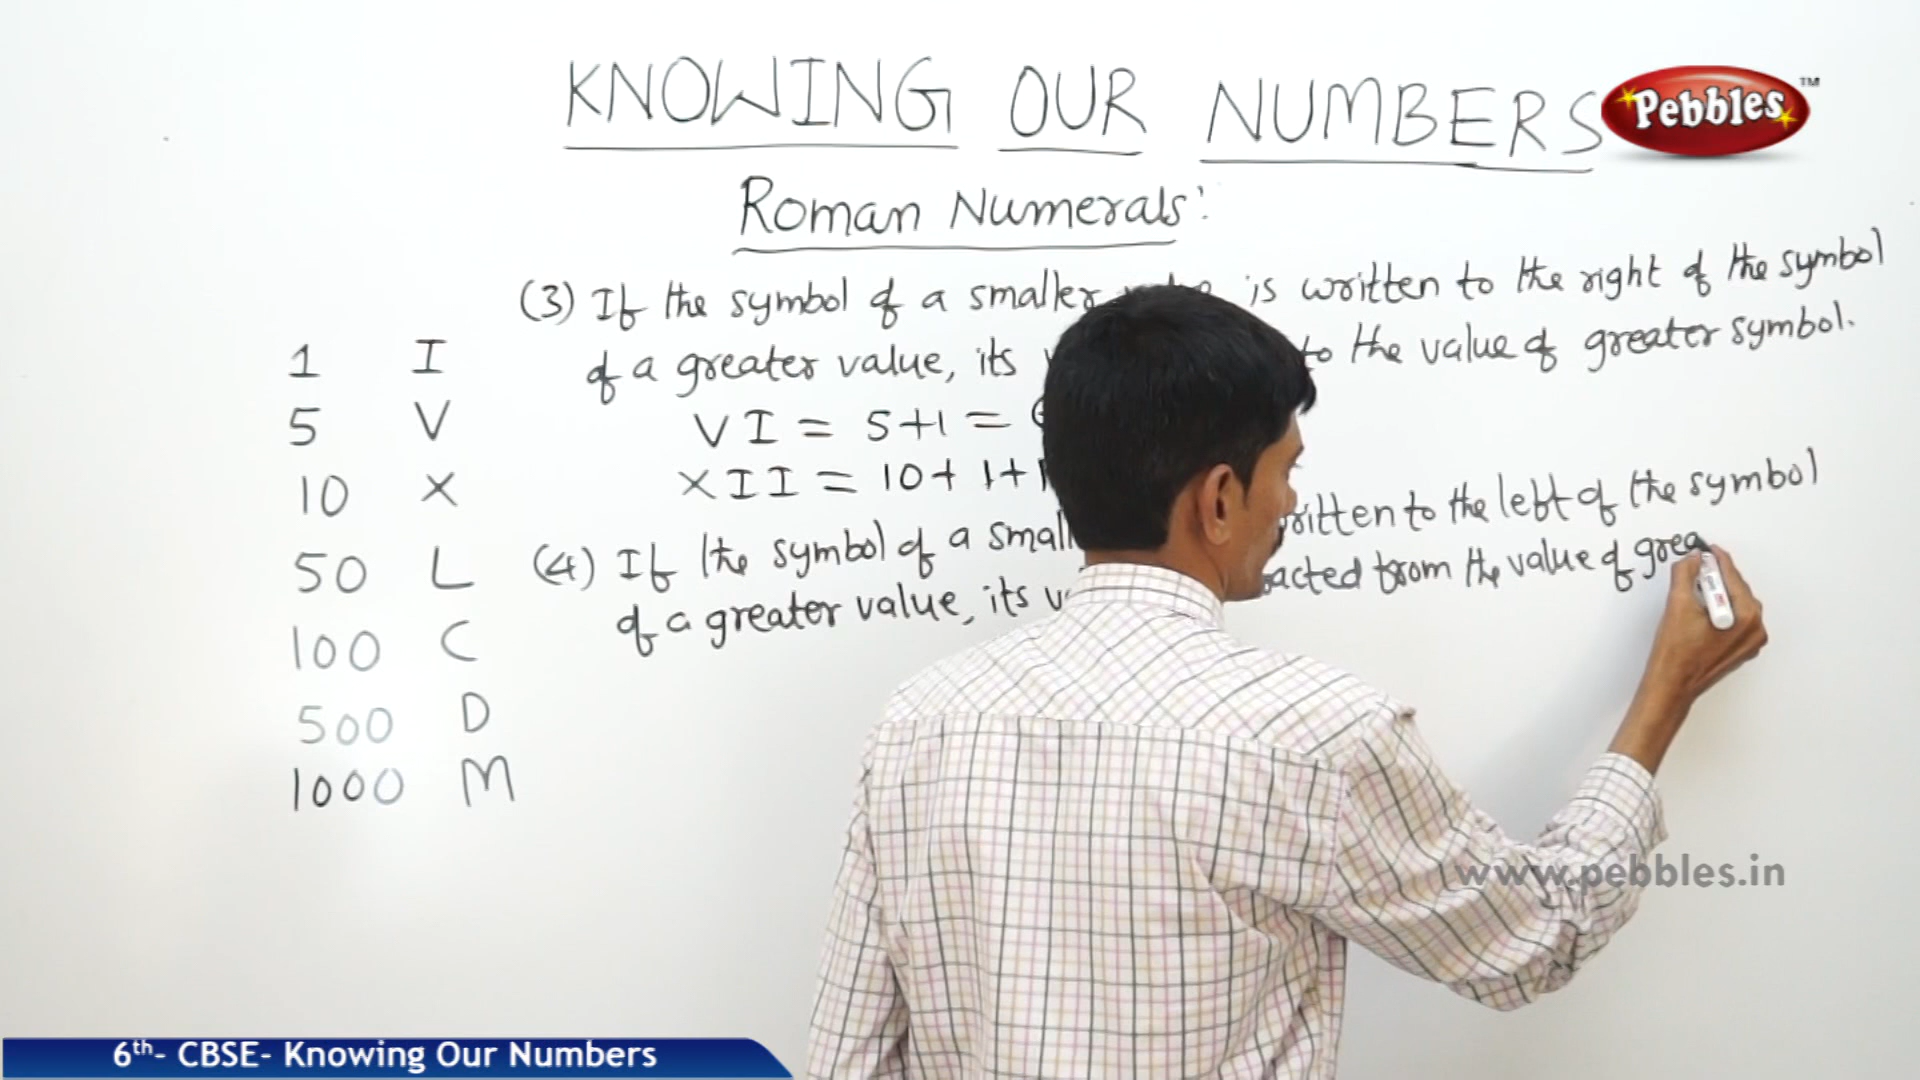 KNOWING OUR NUMBERS
Pebbles™
Roman Numerals:
(3) If the symbol of a smaller is written to the right of the symbol
of a greater value, its to the value of greater symbol.
VI = 5+1 =
XII = 10+ 1+1
(4) If the symbol of a small written to the left of the symbol
of a greater value, its from the value of grea
1 I
5 V
10 X
50 L
100 C
500 D
1000 M
www.pebbles.in
6th- CBSE- Knowing Our Numbers